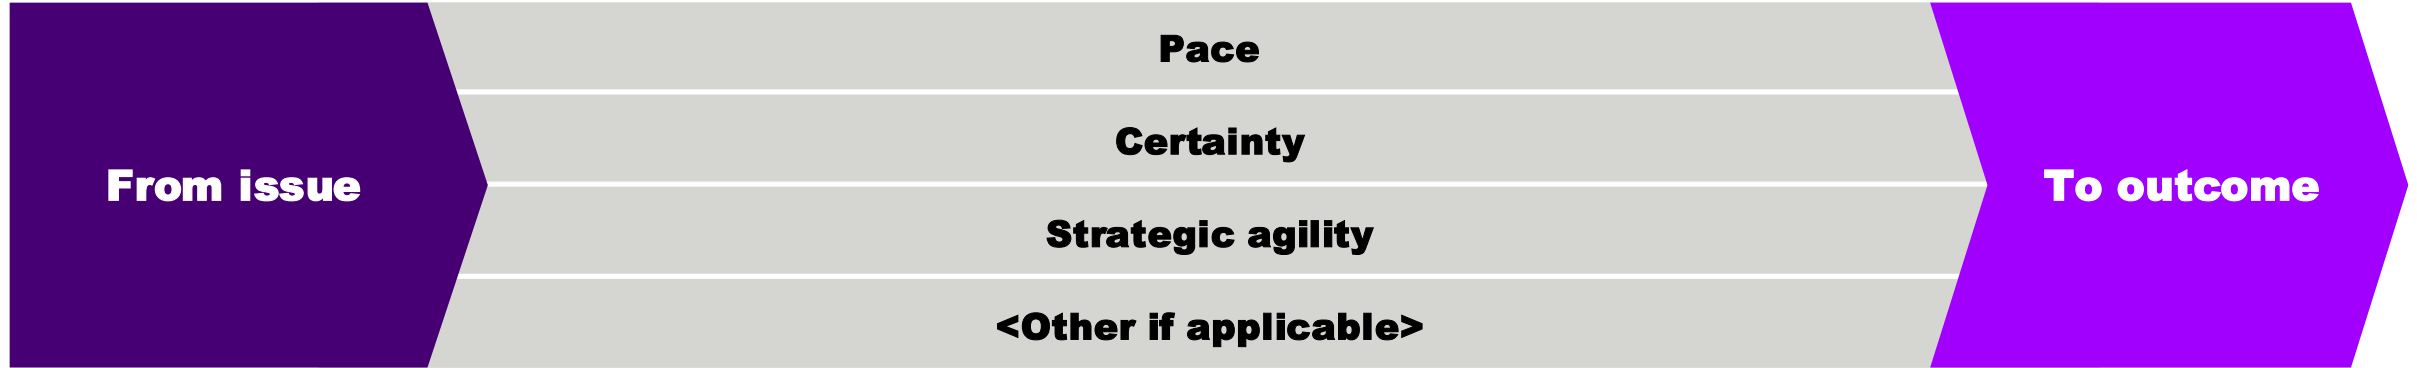 From issue
Pace
Certainty
Strategic agility
<Other if applicable>
To outcome